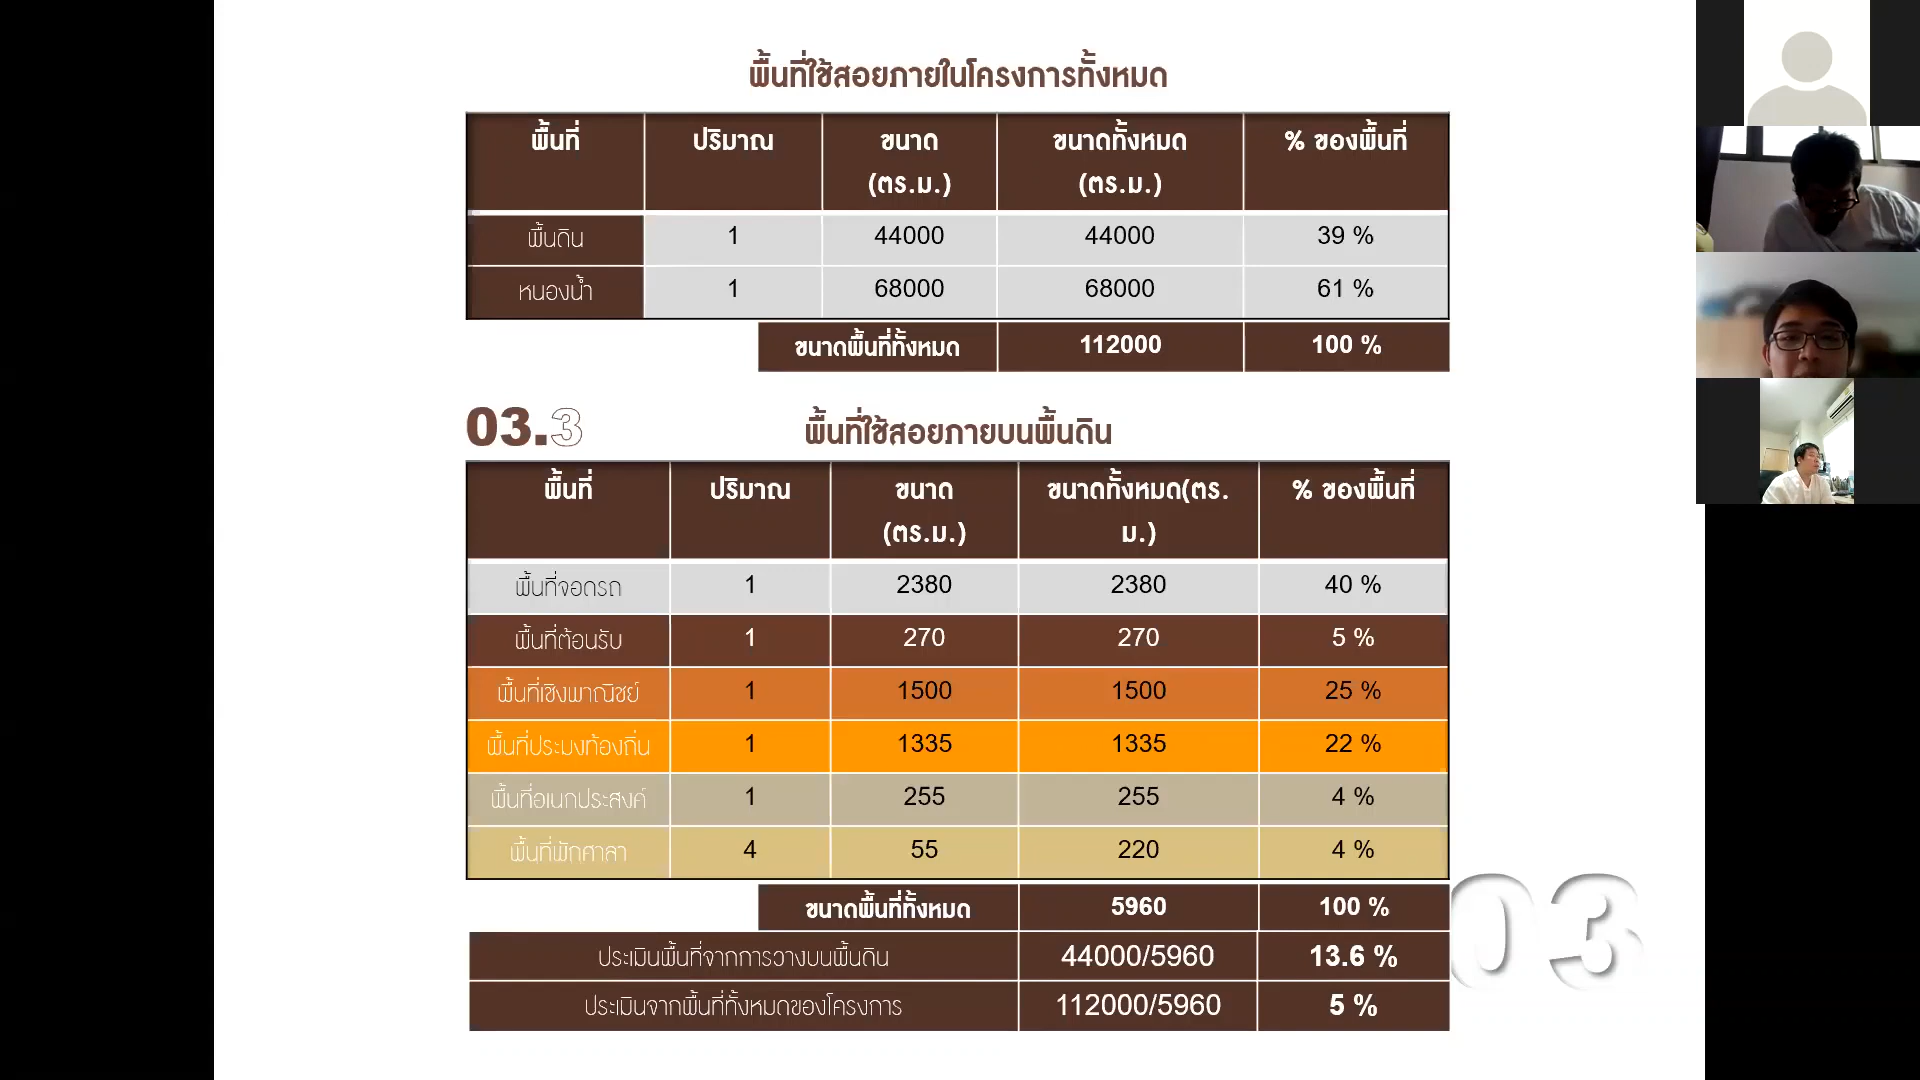 พื้นที่ใช้สอยภายในโครงการทั้งหมด
พื้นที่ ปริมาณ ขนาด (ตร.ม.) ขนาดทั้งหมด (ตร.ม.) % ของพื้นที่
พื้นดิน 1 44000 44000 39 %
หนองน้ำ 1 68000 68000 61 %
ขนาดพื้นที่ทั้งหมด 112000 100 %
03.3 พื้นที่ใช้สอยภายบนพื้นดิน
พื้นที่ ปริมาณ ขนาด (ตร.ม.) ขนาดทั้งหมด(ตร.ม.) % ของพื้นที่
พื้นที่จอดรถ 1 2380 2380 40 %
พื้นที่ต้อนรับ 1 270 270 5 %
พื้นที่เชิงพาณิชย์ 1 1500 1500 25 %
พื้นที่ประมงท้องถิ่น 1 1335 1335 22 %
พื้นที่อเนกประสงค์ 1 255 255 4 %
พื้นที่พักศาลา 4 55 220 4 %
ขนาดพื้นที่ทั้งหมด 5960 100 %
ประเมินพื้นที่จากการวางบนพื้นดิน 44000/5960 13.6 %
ประเมินจากพื้นที่ทั้งหมดของโครงการ 112000/5960 5 %
03